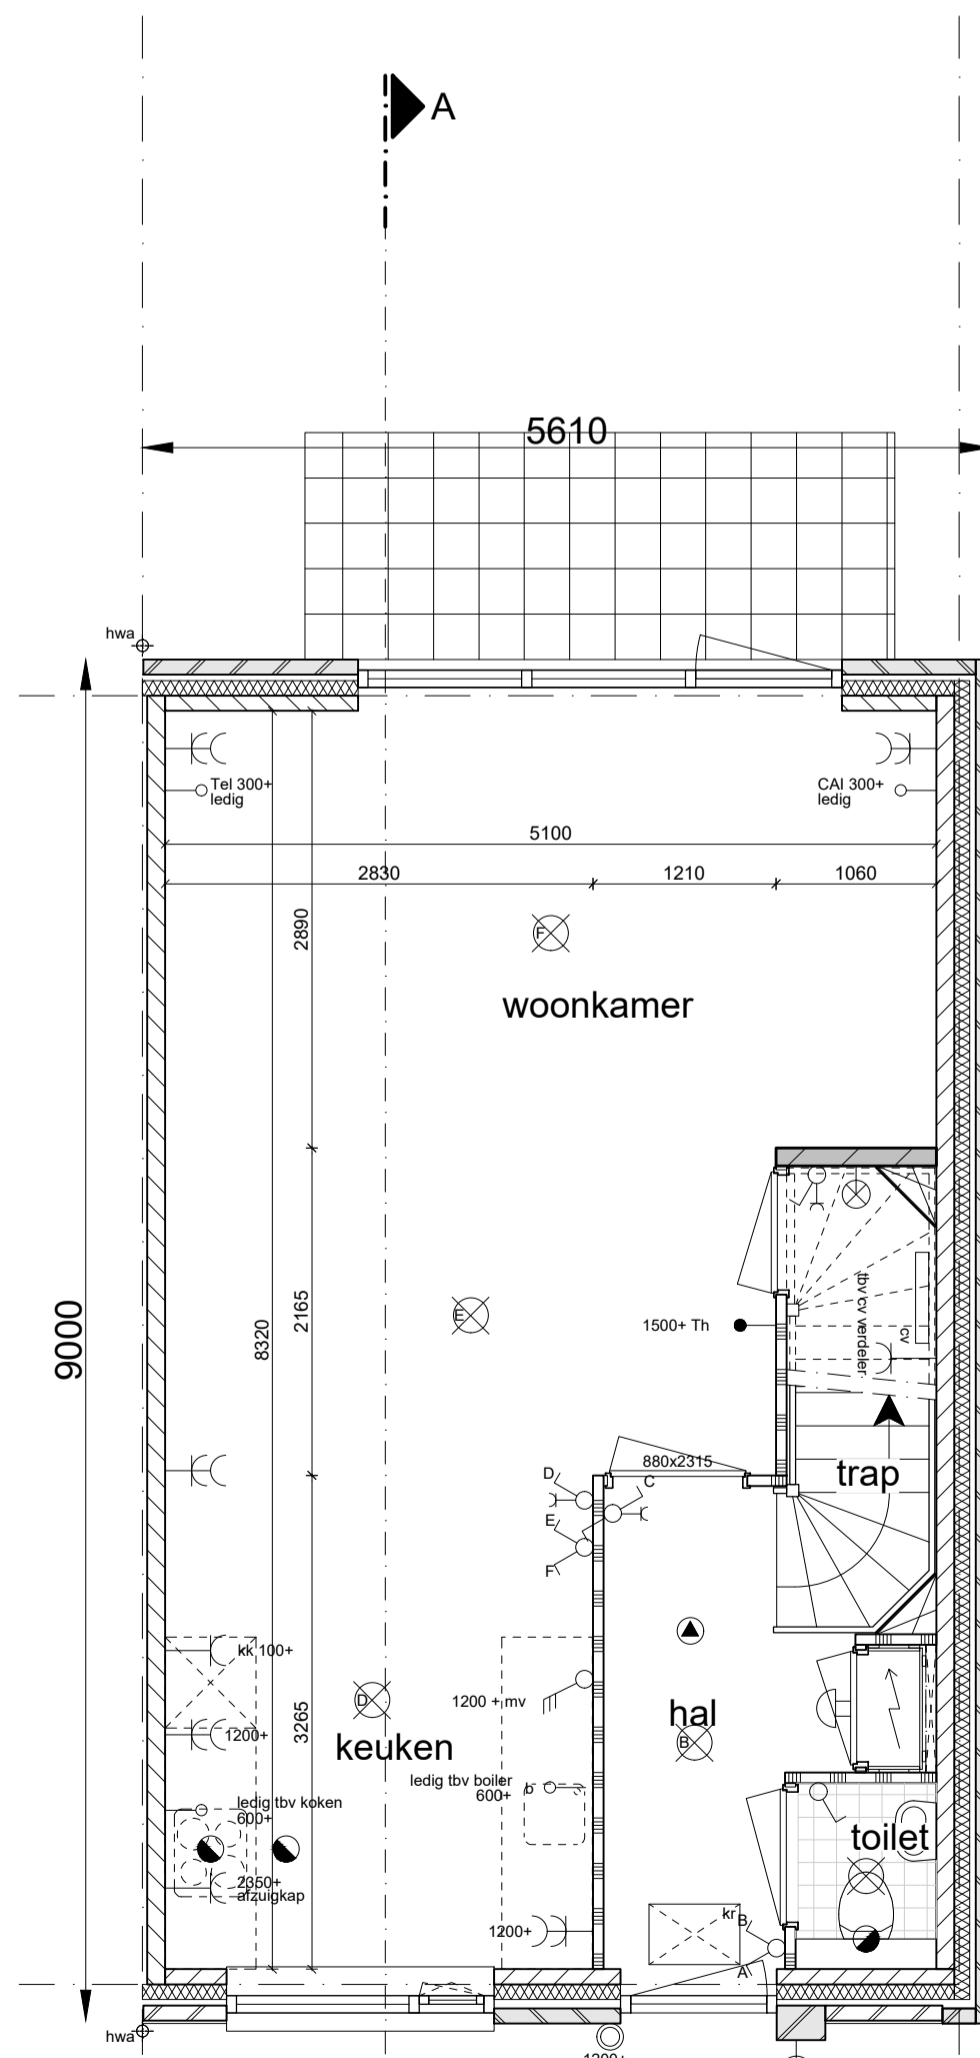 A
5610
hwa
Tel 300+
ledig
CAI 300+
ledig
5100
2830
1210
1060
2890
F
woonkamer
9000
8320
2165
E
1500+ Th
tbv cv verdeler
cv
880x2315
trap
D
C
E
F
kk 100+
3265
D
1200 + mv
hal
B
1200+
keuken
ledig tbv boiler
600+
b
ledig tbv koken
600+
toilet
2350+
afzuigkap
1200+
kr
B
A
hwa
1200+